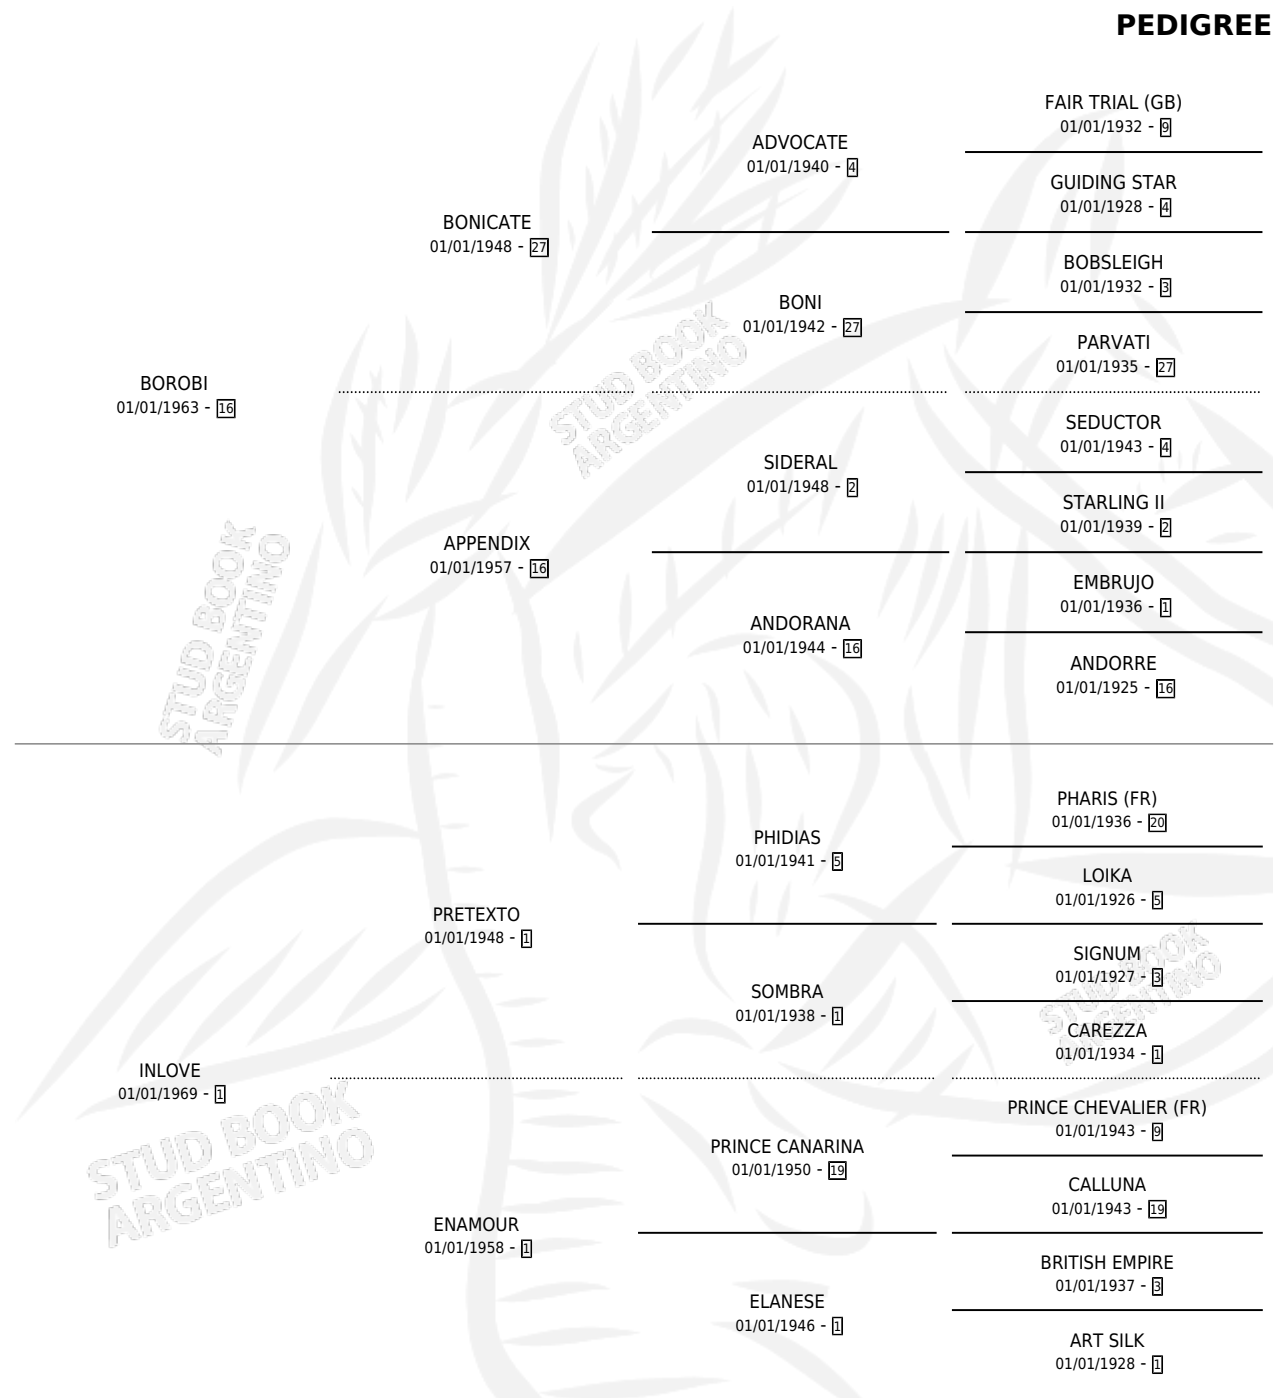 PEDIGREE
FAIR TRIAL (GB)
01/01/1932 - 9
ADVOCATE
01/01/1940 - 4
GUIDING STAR
01/01/1928 - 4
BONICATE
01/01/1948 - 27
BOBSLEIGH
01/01/1932 - 3
BONI
01/01/1942 - 27
PARVATI
01/01/1935 - 27
BOROBI
01/01/1963 - 16
SEDUCTOR
01/01/1943 - 4
SIDERAL
01/01/1948 - 2
STARLING II
01/01/1939 - 2
APPENDIX
01/01/1957 - 16
EMBRUJO
01/01/1936 - 1
ANDORANA
01/01/1944 - 16
ANDORRE
01/01/1925 - 16
PHARIS (FR)
01/01/1936 - 20
PHIDIAS
01/01/1941 - 5
LOIKA
01/01/1926 - 5
PRETEXTO
01/01/1948 - 1
SIGNUM
01/01/1927 - 3
SOMBRA
01/01/1938 - 1
CAREZZA
01/01/1934 - 1
INLOVE
01/01/1969 - 1
PRINCE CHEVALIER (FR)
01/01/1943 - 9
PRINCE CANARINA
01/01/1950 - 19
CALLUNA
01/01/1943 - 19
ENAMOUR
01/01/1958 - 1
BRITISH EMPIRE
01/01/1937 - 3
ELANESE
01/01/1946 - 1
ART SILK
01/01/1928 - 1
STUD BOOK
ARGENTINO
STUD BOOK
ARGENTINO
STUD BOOK
ARGENTINO
STUD BOOK
ARGENTINO